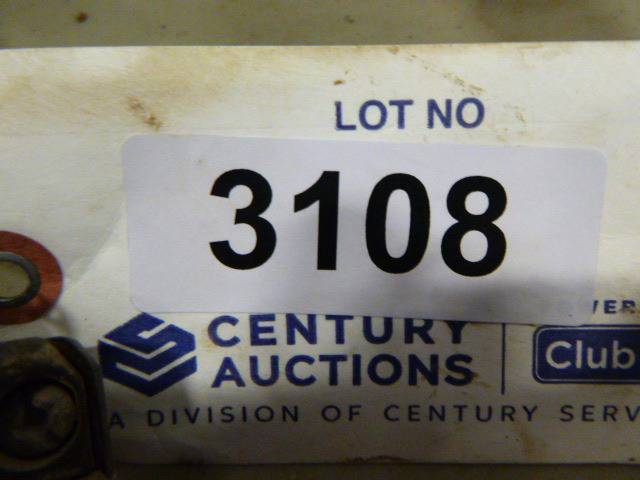 LOT NO
3108
CENTURY
AUCTIONS
Club
A DIVISION OF CENTURY SERV